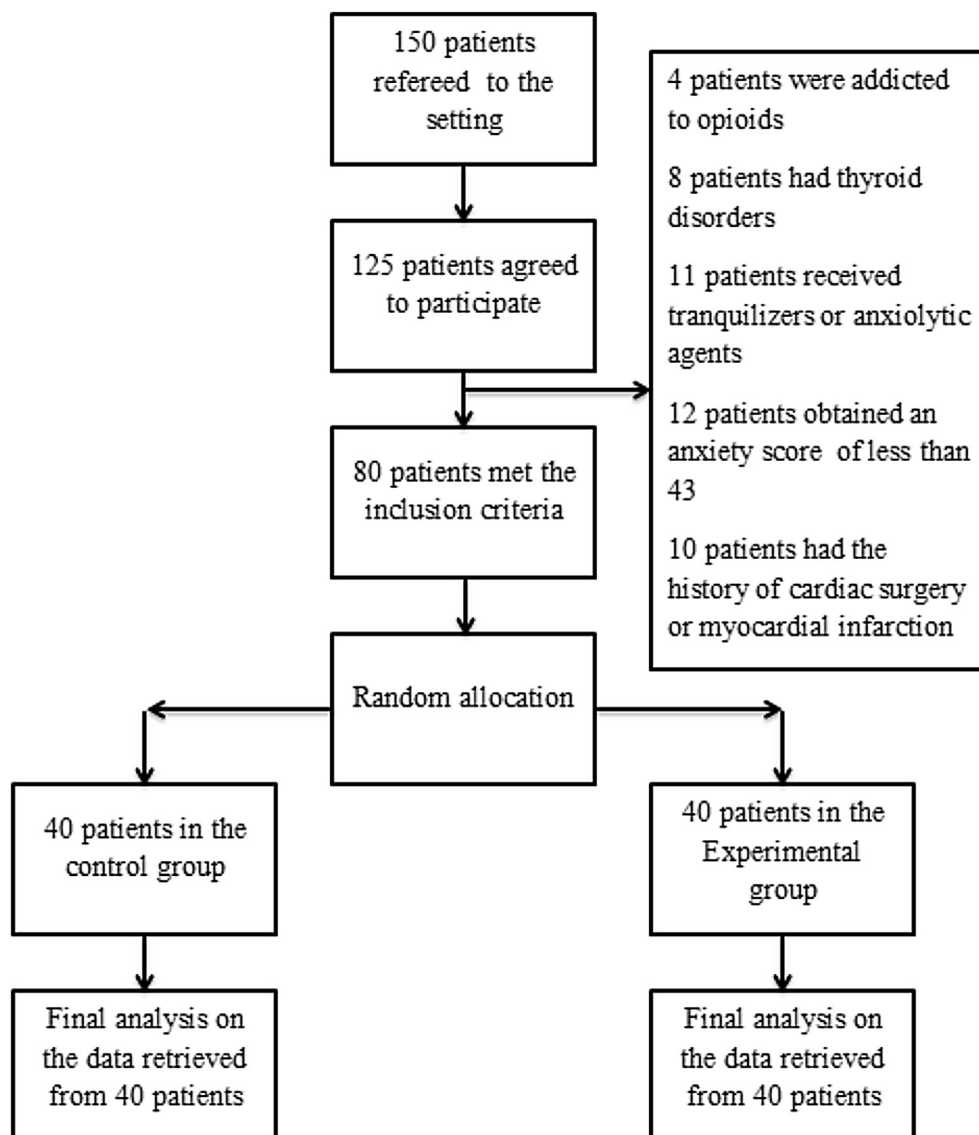 150 patients
refereed to the
setting
125 patients agreed
to participate
4 patients were addicted
to opioids
8 patients had thyroid
disorders
11 patients received
tranquilizers or anxiolytic
agents
12 patients obtained an
anxiety score of less than
43
10 patients had the
history of cardiac surgery
or myocardial infarction
80 patients met the
inclusion criteria
Random allocation
40 patients in the
control group
40 patients in the
Experimental
group
Final analysis on
the data retrieved
from 40 patients
Final analysis on
the data retrieved
from 40 patients